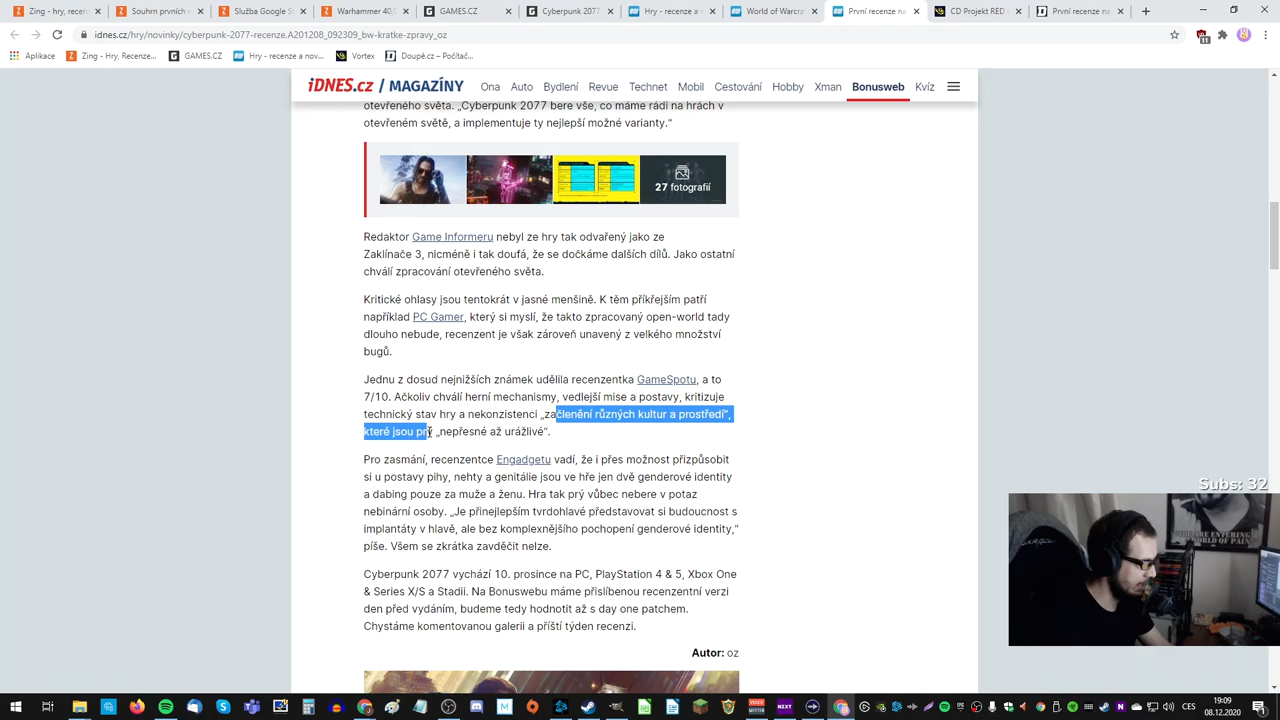 Zing - Hry, recenze
Souhrn prvních
Služba Google S
Warhammer 40,0
GAMES.CZ
Cyberpunk 2077
Hry - recenze a n
World of Warcra
První recenze na
CD Projekt RED
První recenze na
idnes.cz/hry/novinky/cyberpunk-2077-recenze.A201208_092309_bw-kratke-zpravy_oz
11
Aplikace
Zing - Hry, Recenze...
GAMES.CZ
Hry - recenze a nov...
Vortex
Doupě.cz – Počítač...
iDNES.cz / MAGAZÍNY
Ona
Auto
Bydlení
Revue
Technet
Mobil
Cestování
Hobby
Xman
Bonusweb
Kvíz
otevřeného světa. „Cyberpunk 2077 bere vše, co máme rádi na hrách v
otevřeném světě, a implementuje ty nejlepší možné varianty.“
27 fotografií
Redaktor Game Informeru nebyl ze hry tak odvařený jako ze
Zaklínače 3, nicméně i tak doufá, že se dočkáme dalších dílů. Jako ostatní
chválí zpracování otevřeného světa.
Kritické ohlasy jsou tentokrát v jasné menšině. K těm příkřejším patří
například PC Gamer, který si myslí, že takto zpracovaný open-world tady
dlouho nebude, recenzent je však zároveň unavený z velkého množství
bugů.
Jednu z dosud nejnižších známek udělila recenzentka GameSpotu, a to
7/10. Ačkoliv chválí herní mechanismy, vedlejší mise a postavy, kritizuje
technický stav hry a nekonzistenci „začlenění různých kultur a prostředí“,
které jsou prý „nepřesné až urážlivé“.
Pro zasmání, recenzentce Engadgetu vadí, že i přes možnost přizpůsobit
si u postavy pihy, nehty a genitálie jsou ve hře jen dvě genderové identity
a dabing pouze za muže a ženu. Hra tak prý vůbec nebere v potaz
nebinární osoby. „Je přinejlepším tvrdohlavé představovat si budoucnost s
implantáty v hlavě, ale bez komplexnějšího pochopení genderové identity,“
píše. Všem se zkrátka zavděčit nelze.
Cyberpunk 2077 vychází 10. prosince na PC, PlayStation 4 & 5, Xbox One
& Series X/S a Stadii. Na Bonuswebu máme přislíbenou recenzentní verzi
den před vydáním, budeme tedy hodnotit až s day one patchem.
Chystáme komentovanou galerii a příští týden recenzi.
Autor: oz
Subs: 32
WORLD OF PAIN
CES
19:09
08.12.2020